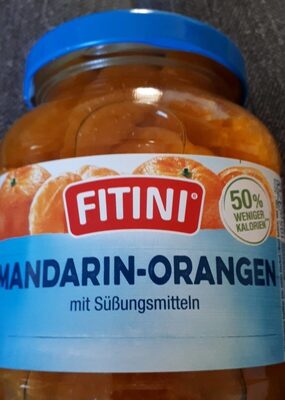 FITINI®
50%
WENIGER
KALORIEN
MANDARIN-ORANGEN
mit Süßungsmitteln